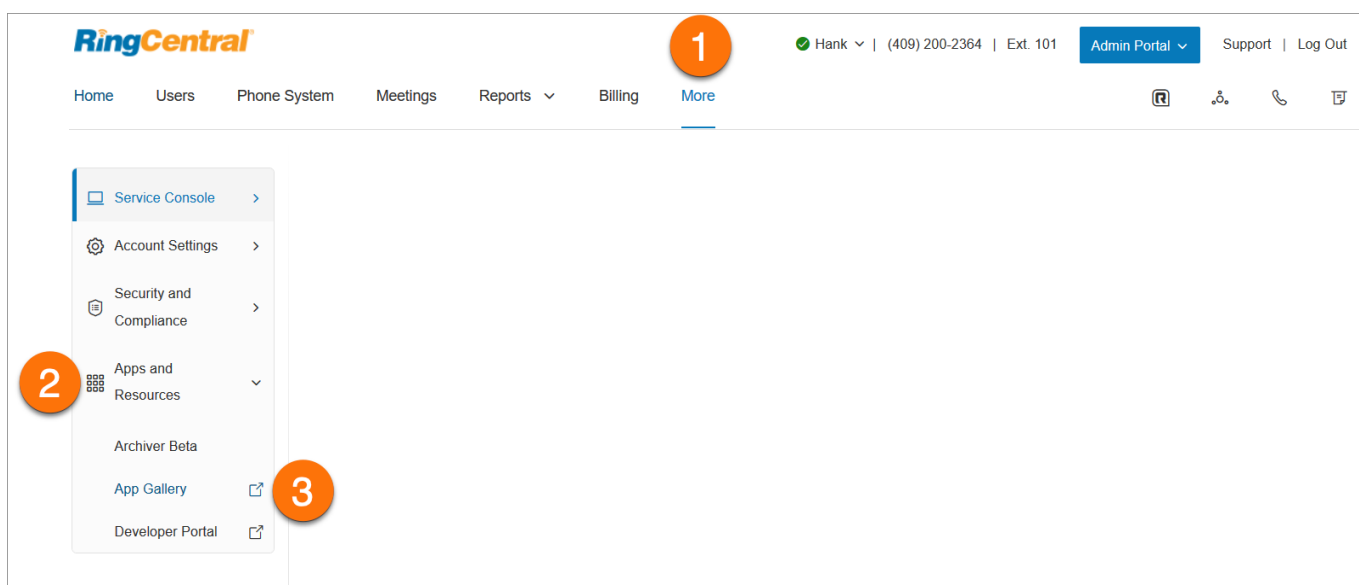 RingCentral
1
Hank | (409) 200-2364 | Ext. 101 Admin Portal Support | Log Out
Home Users Phone System Meetings Reports Billing More
Service Console
Account Settings
Security and
Compliance
2
Apps and
Resources
Archiver Beta
App Gallery
3
Developer Portal